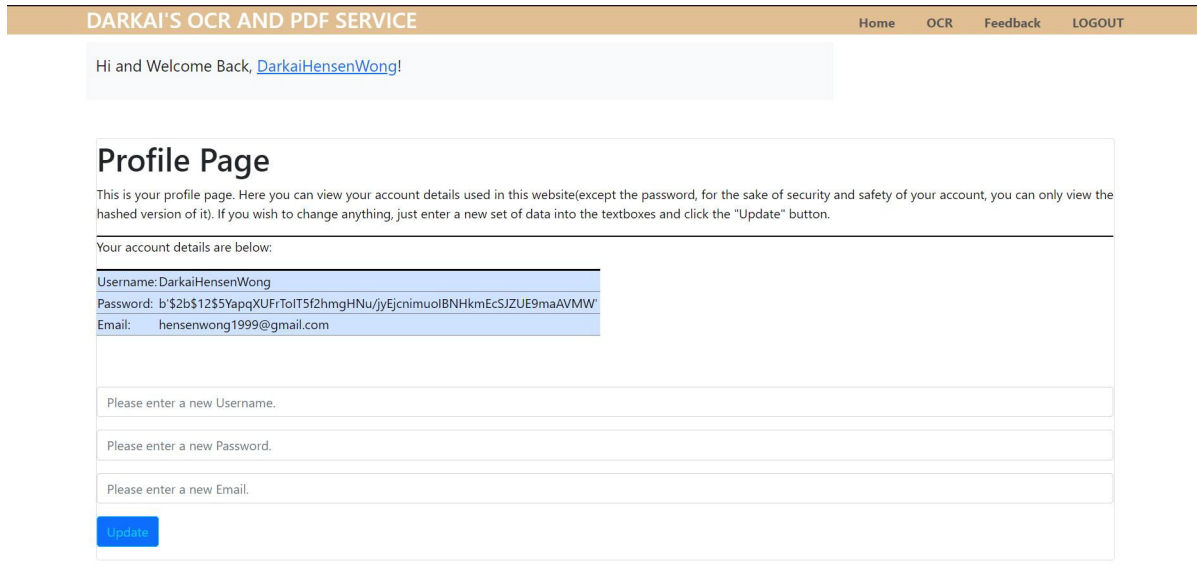 DARKAI'S OCR AND PDF SERVICE Home OCR Feedback LOGOUT
Hi and Welcome Back, DarkaiHensenWong!
Profile Page
This is your profile page. Here you can view your account details used in this website(except the password, for the sake of security and safety of your account, you can only view the
hashed version of it). If you wish to change anything, just enter a new set of data into the textboxes and click the "Update" button.
Your account details are below:
Username: DarkaiHensenWong
Password: b'$2b$12$5YapqXUFrToIT5f2hmgHNu/jyEjcnimuoIBNHkmEcSJZUE9maAVMW'
Email: hensenwong1999@gmail.com
Please enter a new Username.
Please enter a new Password.
Please enter a new Email.
Update